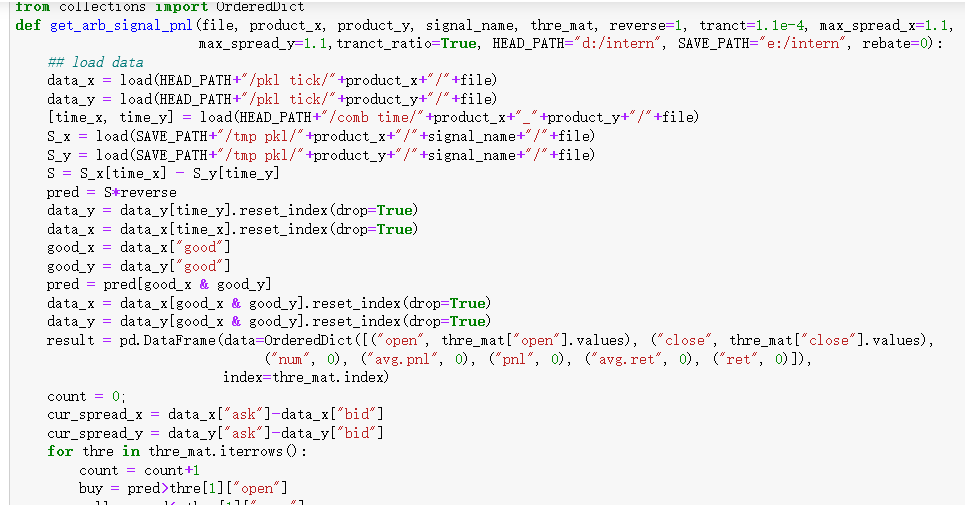 from collections import OrderedDict
def get_arb_signal_pnl(file, product_x, product_y, signal_name, thre_mat, reverse=1, tranct=1.1e-4, max_spread_x=1.1,
                       max_spread_y=1.1,tranct_ratio=True, HEAD_PATH="d:/intern", SAVE_PATH="e:/intern", rebate=0):
    ## load data
    data_x = load(HEAD_PATH+"/pkl tick/"+product_x+"/"+file)
    data_y = load(HEAD_PATH+"/pkl tick/"+product_y+"/"+file)
    [time_x, time_y] = load(HEAD_PATH+"/comb time/"+product_x+"_"+product_y+"/"+file)
    S_x = load(SAVE_PATH+"/tmp pkl/"+product_x+"/"+signal_name+"/"+file)
    S_y = load(SAVE_PATH+"/tmp pkl/"+product_y+"/"+signal_name+"/"+file)
    S = S_x[time_x] - S_y[time_y]
    pred = S*reverse
    data_y = data_y[time_y].reset_index(drop=True)
    data_x = data_x[time_x].reset_index(drop=True)
    good_x = data_x["good"]
    good_y = data_y["good"]
    pred = pred[good_x & good_y]
    data_x = data_x[good_x & good_y].reset_index(drop=True)
    data_y = data_y[good_x & good_y].reset_index(drop=True)
    result = pd.DataFrame(data=OrderedDict([("open", thre_mat["open"].values), ("close", thre_mat["close"].values),
                               ("num", 0), ("avg.pnl", 0), ("pnl", 0), ("avg.ret", 0), ("ret", 0)]),
                          index=thre_mat.index)
    count = 0;
    cur_spread_x = data_x["ask"]-data_x["bid"]
    cur_spread_y = data_y["ask"]-data_y["bid"]
    for thre in thre_mat.iterrows():
        count = count+1
        buy = pred>thre[1]["open"]